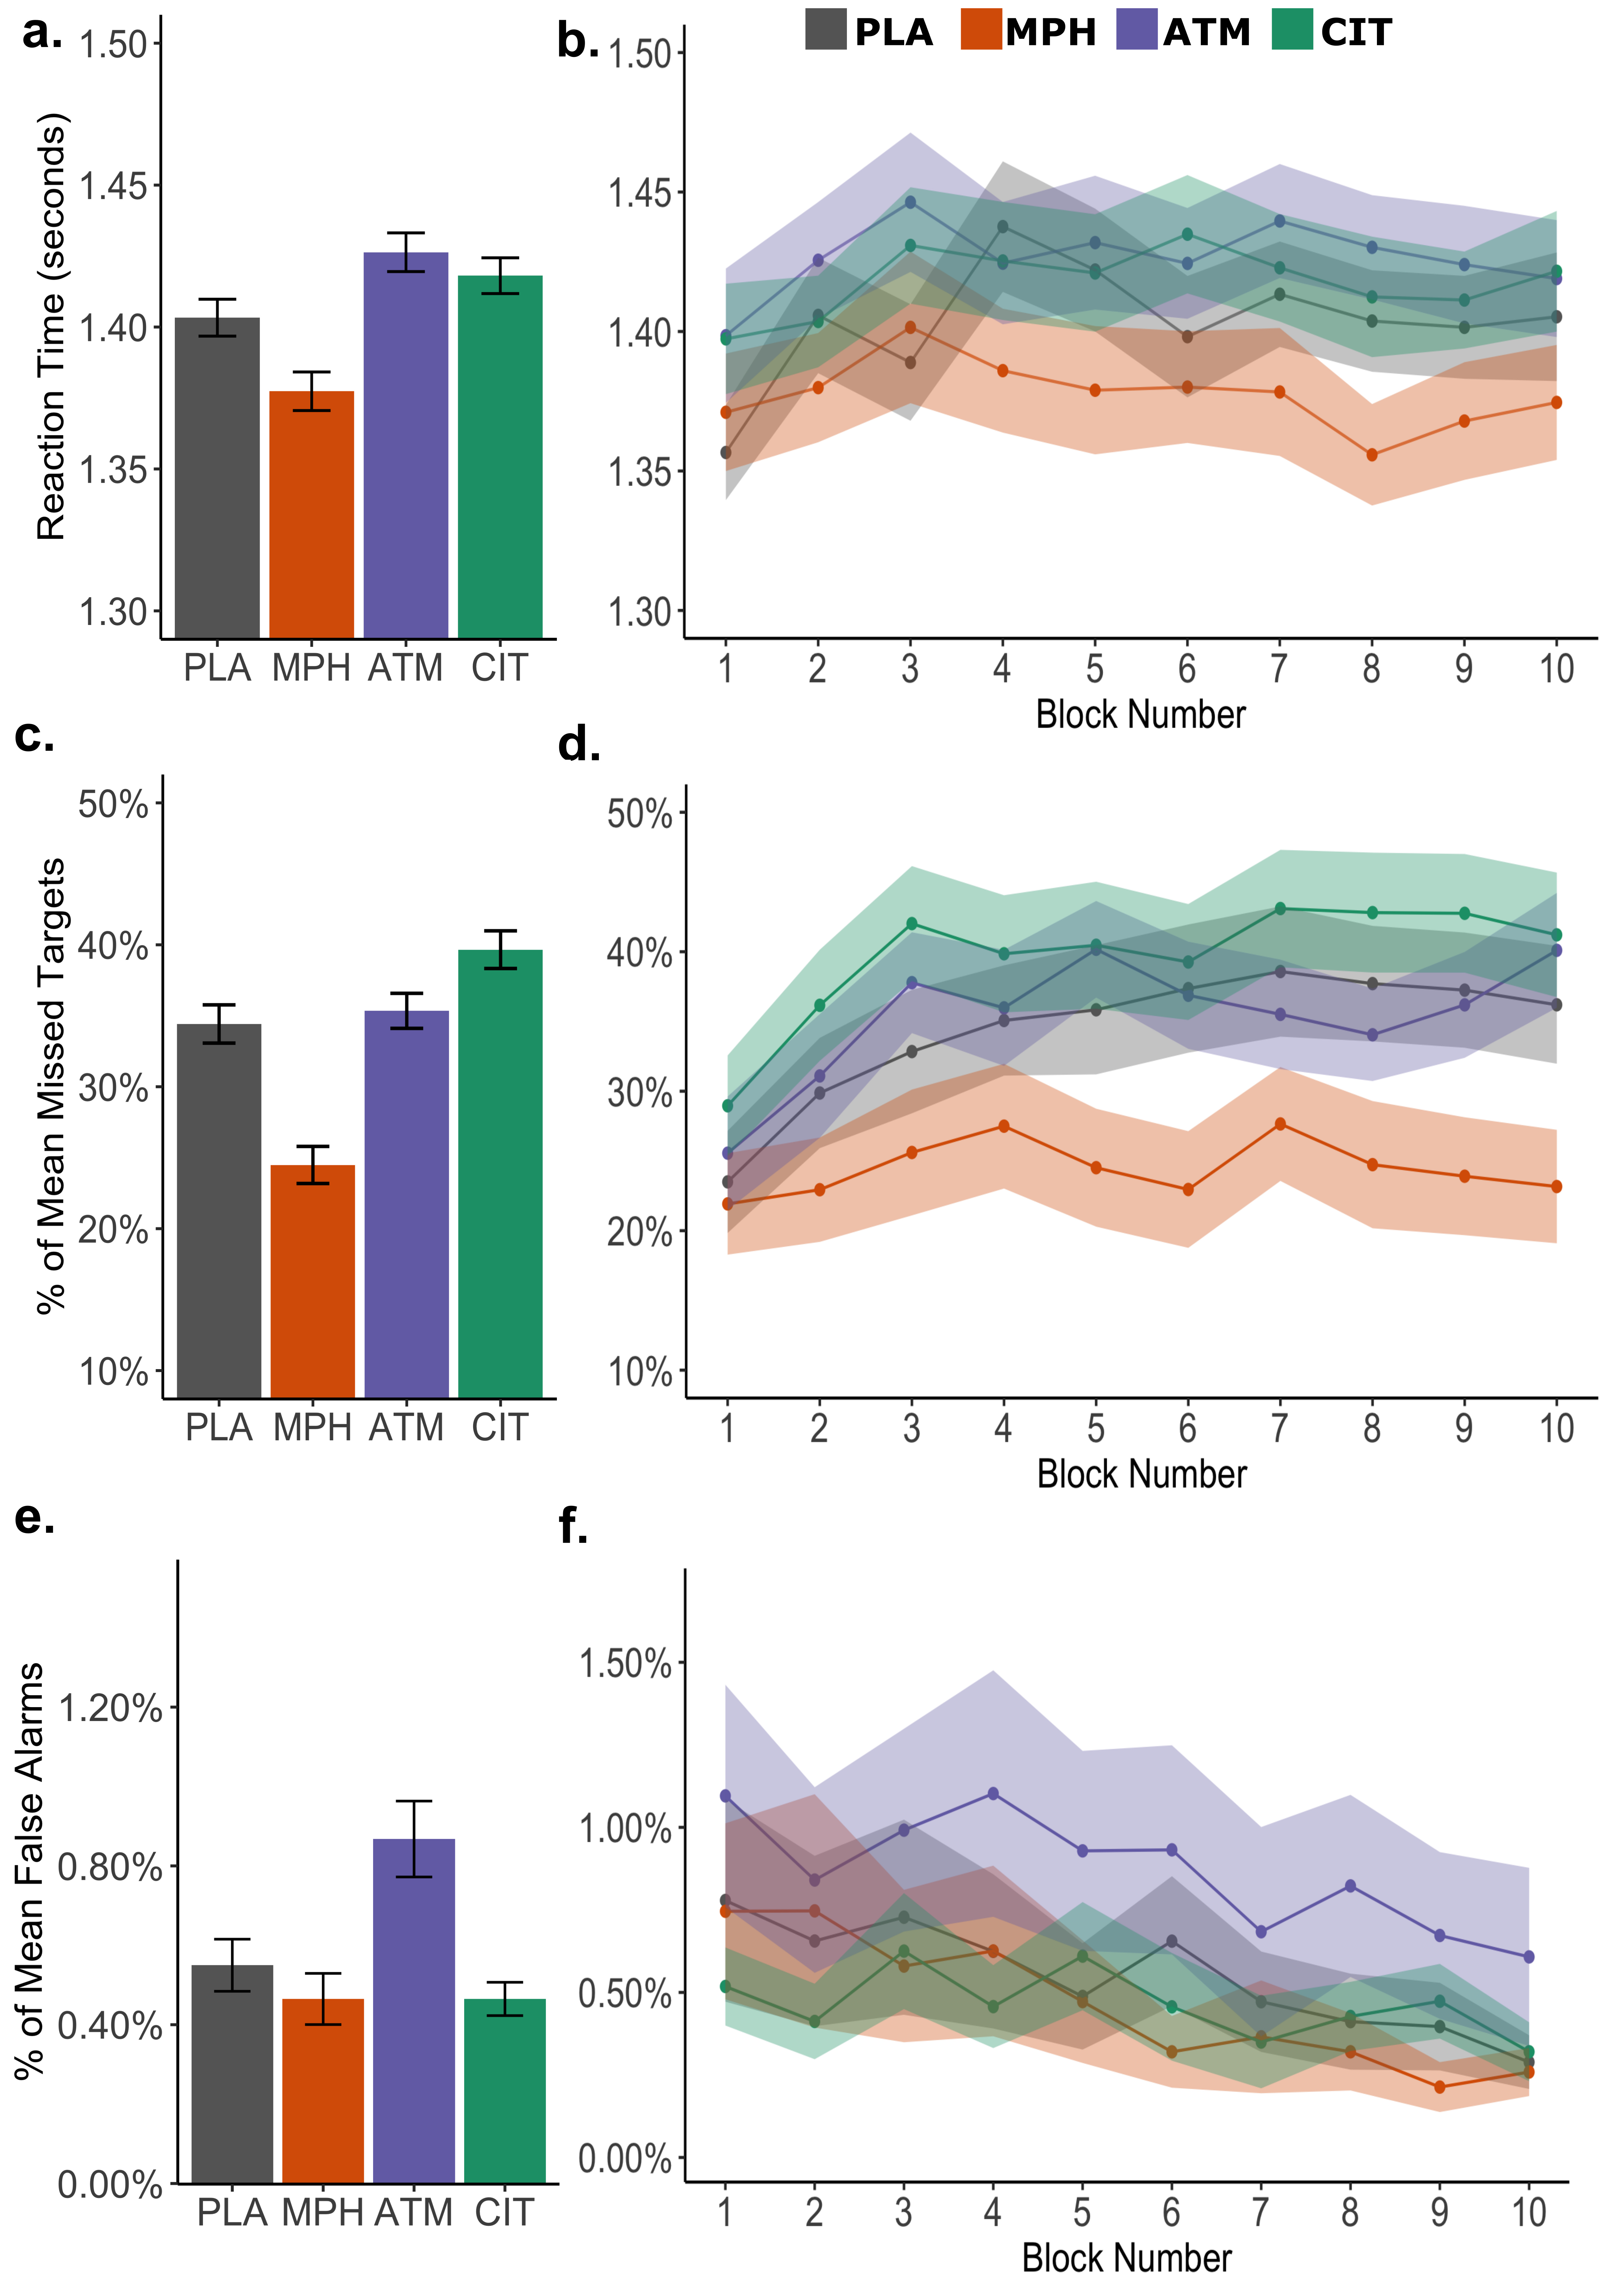 a.
1.50
1.45
1.40
1.35
1.30
Reaction Time (seconds)
PLA MPH ATM CIT
b.
PLA MPH ATM CIT
1.50
1.45
1.40
1.35
1.30
1 2 3 4 5 6 7 8 9 10
Block Number
c.
50%
40%
30%
20%
10%
% of Mean Missed Targets
PLA MPH ATM CIT
d.
50%
40%
30%
20%
10%
1 2 3 4 5 6 7 8 9 10
Block Number
e.
1.20%
0.80%
0.40%
0.00%
% of Mean False Alarms
PLA MPH ATM CIT
f.
1.50%
1.00%
0.50%
0.00%
1 2 3 4 5 6 7 8 9 10
Block Number